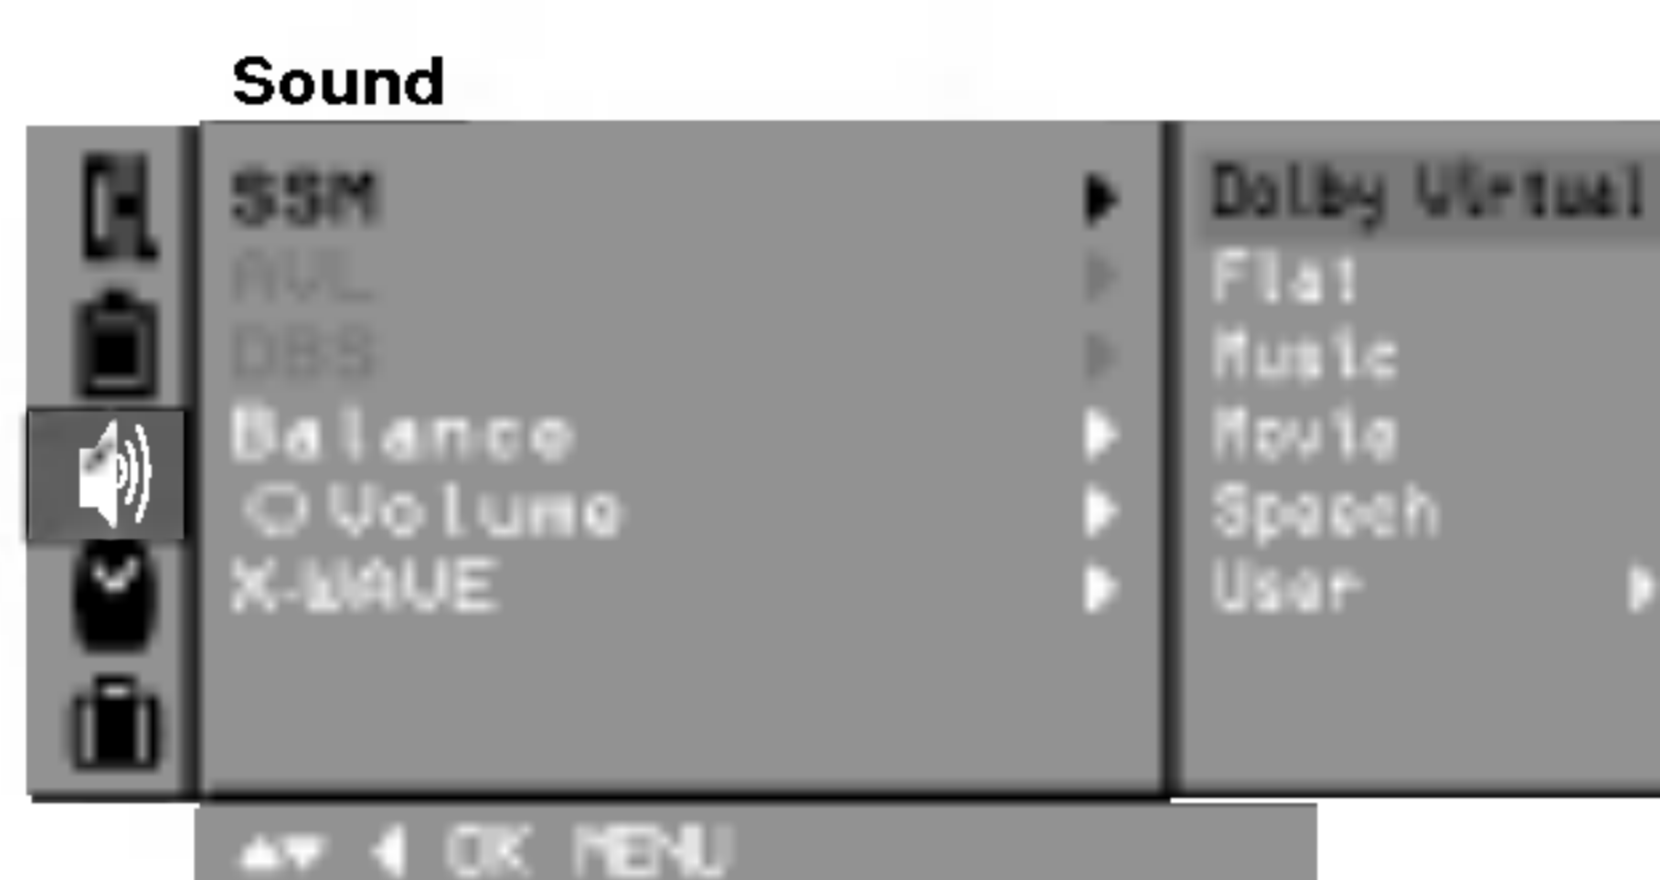 Sound
SSM
AVL
DBS
Balance
Volume
X-WAVE
Dolby Virtual
Flat
Music
Movie
Speech
User
OK MENU